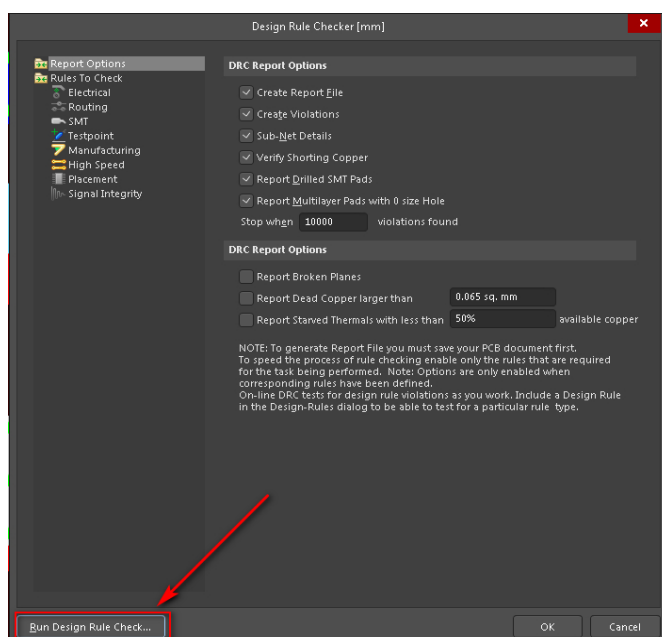 Design Rule Checker [mm]
Report Options
Rules To Check
Electrical
Routing
SMT
Testpoint
Manufacturing
High Speed
Placement
Signal Integrity
DRC Report Options
Create Report File
Create Violations
Sub-Net Details
Verify Shorting Copper
Report Drilled SMT Pads
Report Multilayer Pads with 0 size Hole
Stop when 10000 violations found
DRC Report Options
Report Broken Planes
Report Dead Copper larger than 0.065 sq. mm
Report Starved Thermals with less than 50% available copper
NOTE: To generate Report File you must save your PCB document first.
To speed the process of rule checking enable only the rules that are required
for the task being performed. Note: Options are only enabled when
corresponding rules have been defined.
On-line DRC tests for design rule violations as you work. Include a Design Rule
in the Design-Rules dialog to be able to test for a particular rule type.
Run Design Rule Check...
OK
Cancel